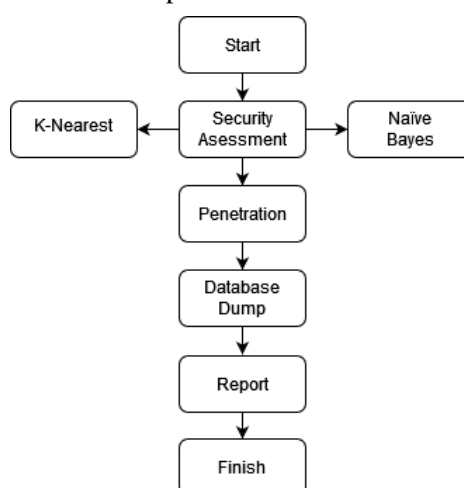 Start
K-Nearest
Security
Asessment
Naïve
Bayes
Penetration
Database
Dump
Report
Finish